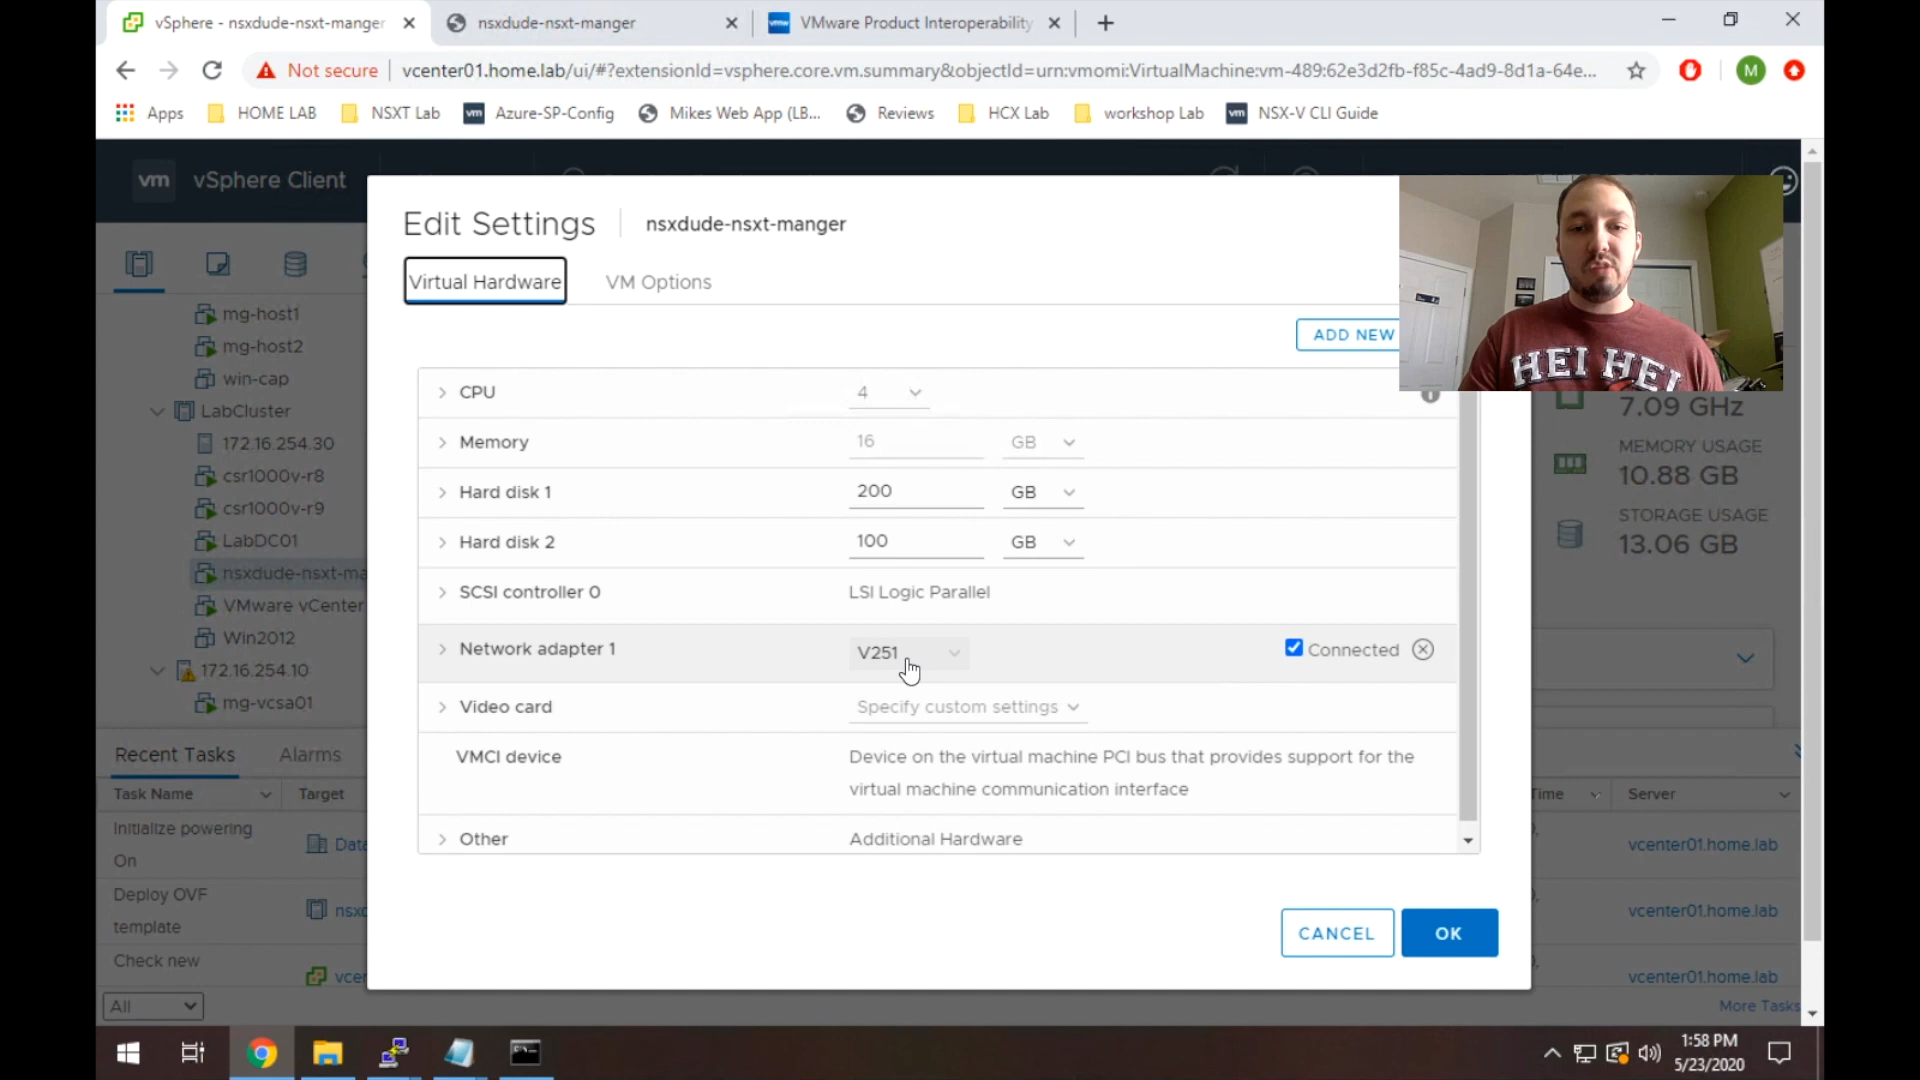 vSphere - nsxdude-nsxt-manger
nsxdude-nsxt-manger
VMware Product Interoperability
Not secure
vcenter01.home.lab/ui/#?extensionId=vsphere.core.vm.summary&objectId=urn:vmomi:VirtualMachine:vm-489:62e3d2fb-f85c-4ad9-8d1a-64e...
M
Apps
HOME LAB
NSXT Lab
vm Azure-SP-Config
Mikes Web App (LB...
Reviews
HCX Lab
workshop Lab
vm NSX-V CLI Guide
vm vSphere Client
Edit Settings
nsxdude-nsxt-manger
Virtual Hardware
VM Options
ADD NEW
HEI HEI
CPU 4
Memory 16 GB
Hard disk 1 200 GB
Hard disk 2 100 GB
SCSI controller 0 LSI Logic Parallel
Network adapter 1 V251 Connected
Video card Specify custom settings
VMCI device Device on the virtual machine PCI bus that provides support for the
virtual machine communication interface
Other Additional Hardware
CANCEL OK
mg-host1
mg-host2
win-cap
LabCluster
172.16.254.30
csr1000v-r8
csr1000v-r9
LabDC01
nsxdude-nsxt-ma
VMware vCenter
Win2012
172.16.254.10
mg-vcsa01
7.09 GHz
MEMORY USAGE
10.88 GB
STORAGE USAGE
13.06 GB
Recent Tasks Alarms
Task Name Target Time Server
Initialize powering
On
Data vcenter01.home.lab
Deploy OVF
template
nsxd vcenter01.home.lab
Check new
vcen vcenter01.home.lab
All
More Tasks
1:58 PM
5/23/2020